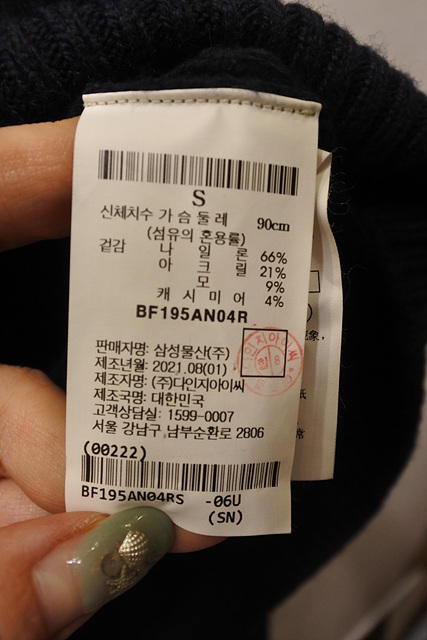 S
신체치수 가슴둘레 90cm
(섬유의 혼용률)
겉감 나일론 66%
아크릴 21%
모 9%
캐시미어 4%
BF195AN04R
판매자명: 삼성물산(주)
제조년월: 2021.08(01)
제조자명: (주)다인지아이씨
제조국명: 대한민국
고객상담실: 1599-0007
서울 강남구 남부순환로 2806
(00222)
BF195AN04RS -06U
(SN)